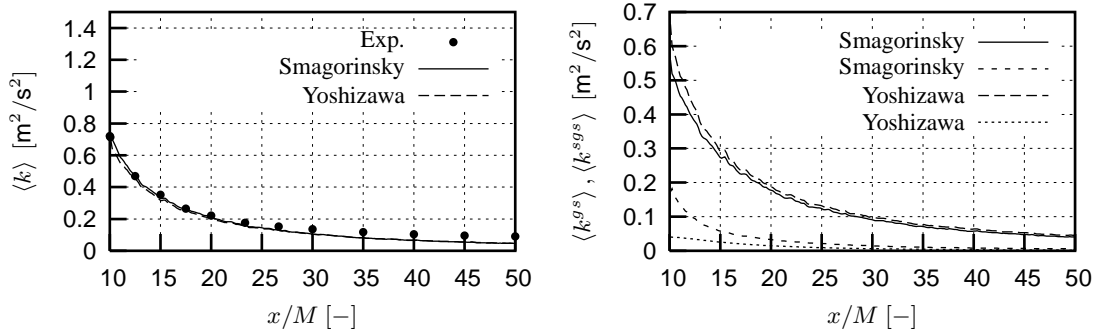 1.4
1.2
1
0.8
0.6
0.4
0.2
0
⟨k⟩ [m²/s²]
Exp.
Smagorinsky
Yoshizawa
10 15 20 25 30 35 40 45 50
x/M [−]
0.7
0.6
0.5
0.4
0.3
0.2
0.1
0
⟨k^{gs}⟩ , ⟨k^{sgs}⟩ [m²/s²]
Smagorinsky
Smagorinsky
Yoshizawa
Yoshizawa
10 15 20 25 30 35 40 45 50
x/M [−]